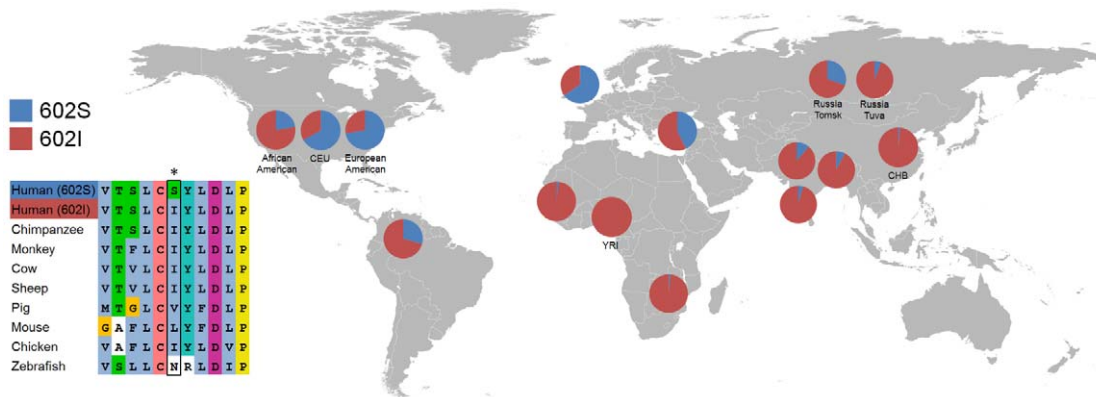 602S
602I
African
American
CEU
European
American
Russia
Tomsk
Russia
Tuva
CHB
YRI
*
Human (602S) V T S L C S Y L D L P
Human (602I) V T S L C I Y L D L P
Chimpanzee V T S L C I Y L D L P
Monkey V T F L C I Y L D L P
Cow V T V L C I Y L D L P
Sheep V T V L C I Y L D L P
Pig M T G L C V Y F D L P
Mouse G A F L C L Y F D L P
Chicken V A F L C I Y L D V P
Zebrafish V S L L C N R L D I P